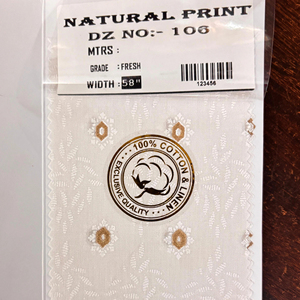 NATURAL PRINT
DZ NO:- 106
MTRS :
GRADE : FRESH
WIDTH : 58"
123456
· 100% COTTON & LINEN ·
EXCLUSIVE QUALITY